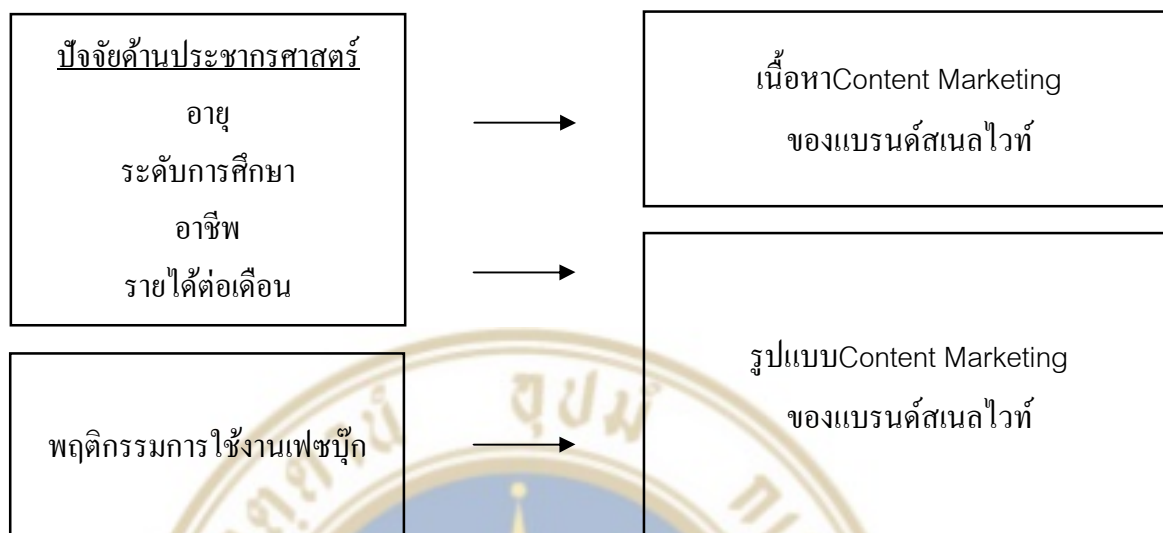 ปัจจัยด้านประชากรศาสตร์
อายุ
ระดับการศึกษา
อาชีพ
รายได้ต่อเดือน
พฤติกรรมการใช้งานเฟซบุ๊ก
เนื้อหาContent Marketing
ของแบรนด์สเนลไวท์
รูปแบบContent Marketing
ของแบรนด์สเนลไวท์